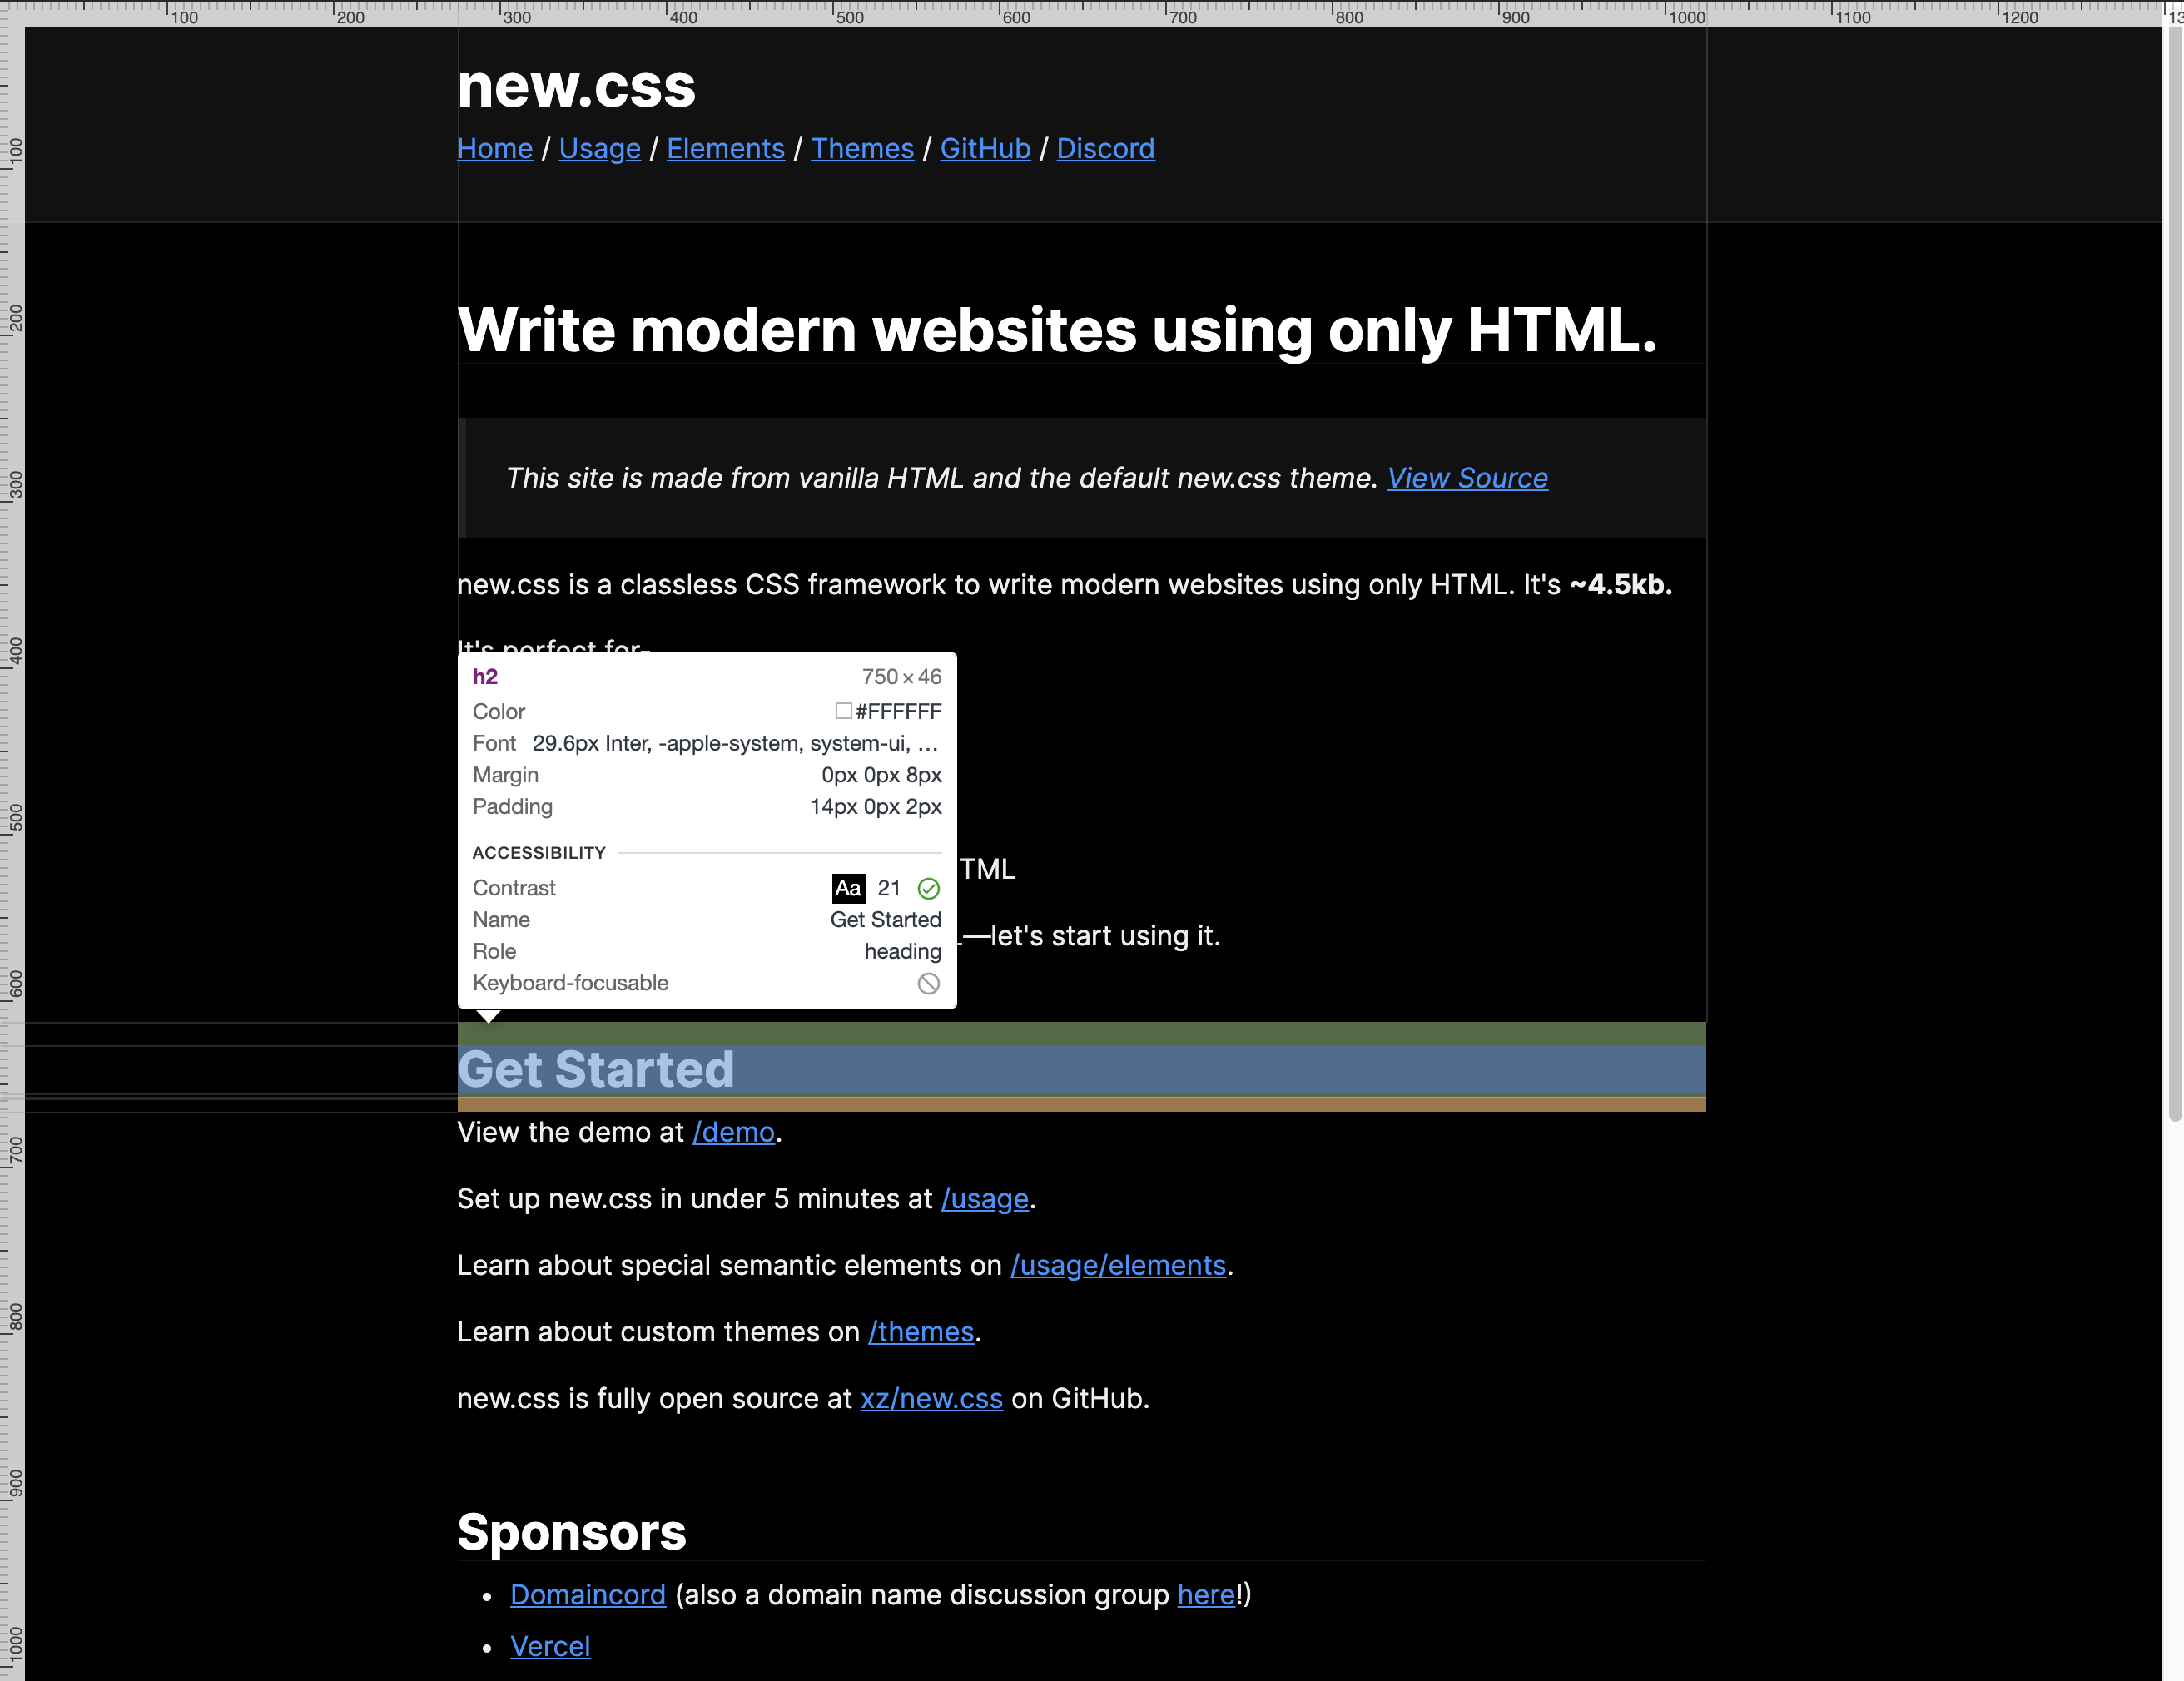 100 200 300 400 500 600 700 800 900 1000 1100 1200 13
100
200
300
400
500
600
700
800
900
1000
new.css
Home / Usage / Elements / Themes / GitHub / Discord
Write modern websites using only HTML.
This site is made from vanilla HTML and the default new.css theme. View Source
new.css is a classless CSS framework to write modern websites using only HTML. It's ~4.5kb.
It's perfect for-
h2 750 × 46
Color #FFFFFF
Font 29.6px Inter, -apple-system, system-ui, …
Margin 0px 0px 8px
Padding 14px 0px 2px
ACCESSIBILITY
Contrast Aa 21
Name Get Started
Role heading
Keyboard-focusable
TML
—let's start using it.
Get Started
View the demo at /demo.
Set up new.css in under 5 minutes at /usage.
Learn about special semantic elements on /usage/elements.
Learn about custom themes on /themes.
new.css is fully open source at xz/new.css on GitHub.
Sponsors
• Domaincord (also a domain name discussion group here!)
• Vercel